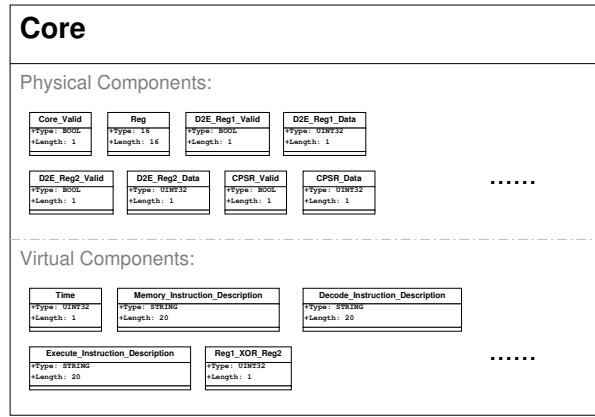 Core
Physical Components:
Core_Valid Reg D2E_Reg1_Valid D2E_Reg1_Data
+Type: BOOL +Type: 16 +Type: BOOL +Type: UINT32
+Length: 1 +Length: 16 +Length: 1 +Length: 1
D2E_Reg2_Valid D2E_Reg2_Data CPSR_Valid CPSR_Data
+Type: BOOL +Type: UINT32 +Type: BOOL +Type: UINT32
+Length: 1 +Length: 1 +Length: 1 +Length: 1
......
Virtual Components:
Time Memory_Instruction_Description Decode_Instruction_Description
+Type: UINT32 +Type: STRING +Type: STRING
+Length: 1 +Length: 20 +Length: 20
Execute_Instruction_Description Reg1_XOR_Reg2
+Type: STRING +Type: UINT32
+Length: 20 +Length: 1
......